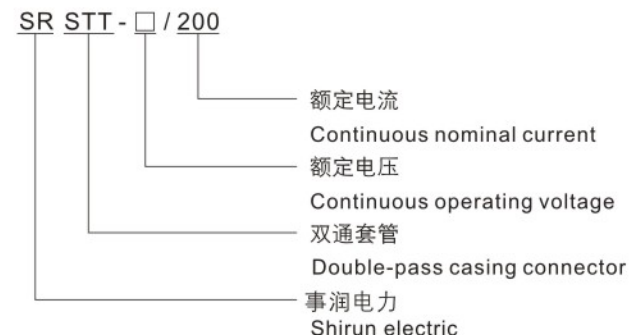 SR STT - □ / 200
额定电流
Continuous nominal current
额定电压
Continuous operating voltage
双通套管
Double-pass casing connector
事润电力
Shirun electric